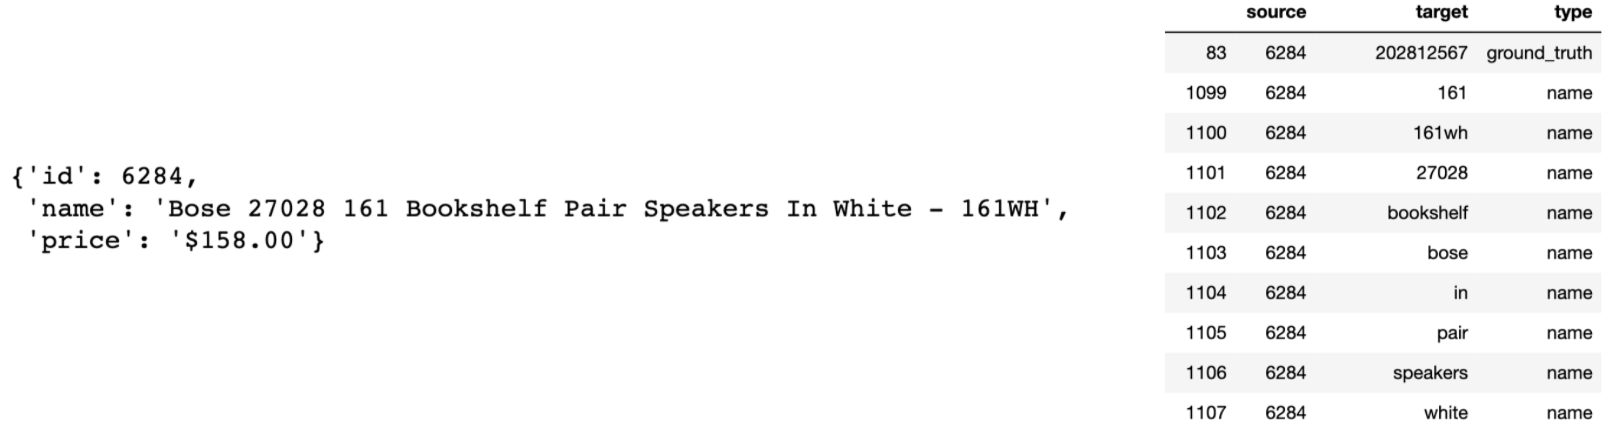 {'id': 6284,
'name': 'Bose 27028 161 Bookshelf Pair Speakers In White - 161WH',
'price': '$158.00'}
source target type
83 6284 202812567 ground_truth
1099 6284 161 name
1100 6284 161wh name
1101 6284 27028 name
1102 6284 bookshelf name
1103 6284 bose name
1104 6284 in name
1105 6284 pair name
1106 6284 speakers name
1107 6284 white name